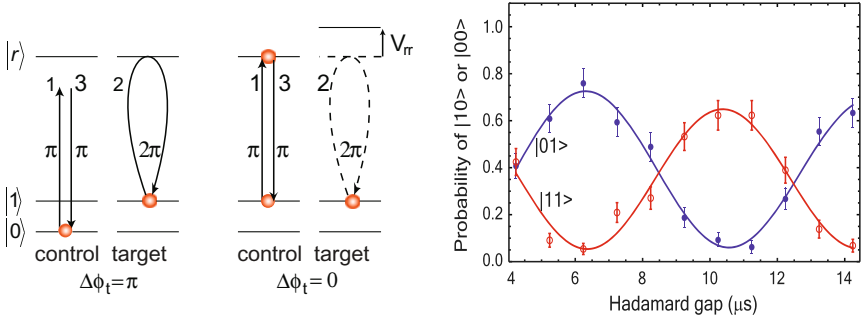 |r⟩
1
3
2
π
π
2π
|1⟩
|0⟩
control target
Δϕt=π
Vrr
1
3
2
π
π
2π
control target
Δϕt=0
Probability of |10> or |00>
1.0
0.8
0.6
0.4
0.2
0.0
|01>
|11>
4
6
8
10
12
14
Hadamard gap (μs)